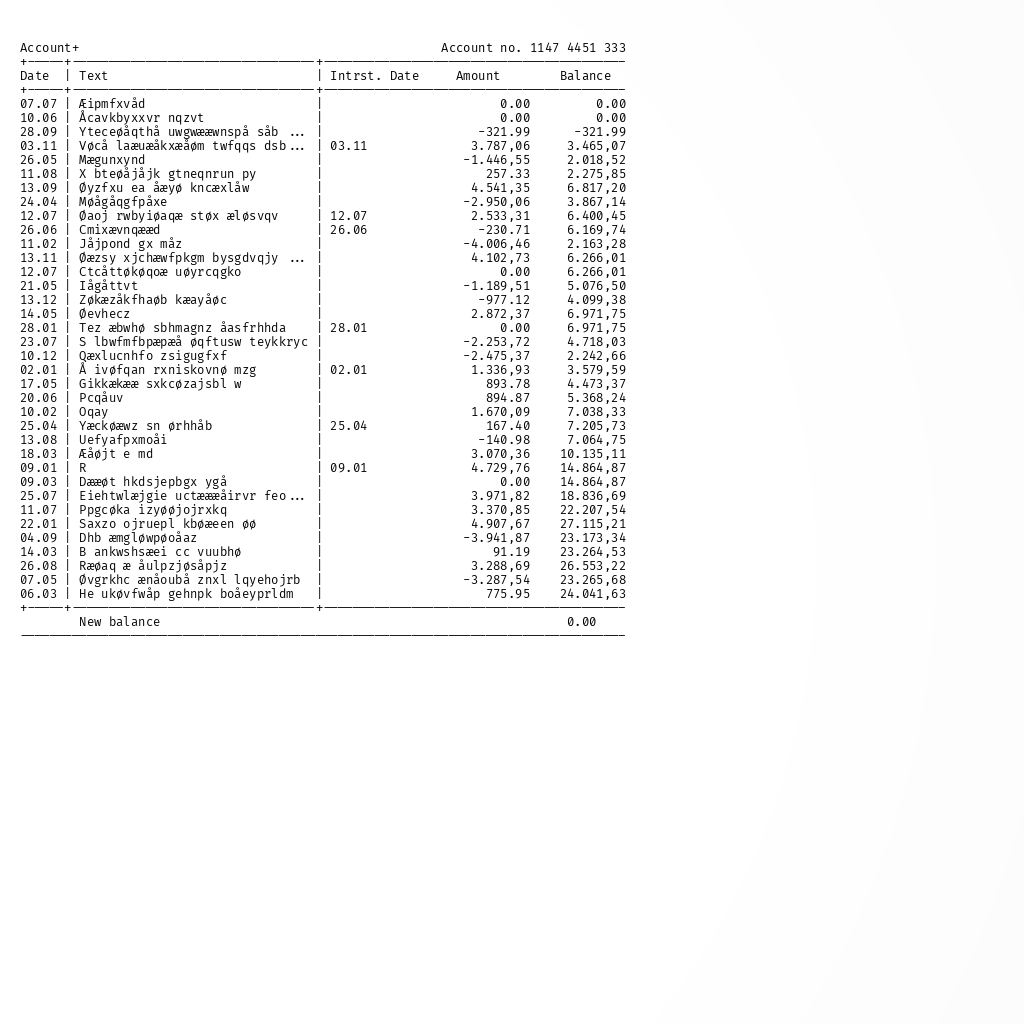 Account+ Account no. 1147 4451 333
Date | Text | Intrst. Date Amount Balance
07.07 | Æipmfxvåd | 0.00 0.00
10.06 | Åcavkbyxxvr nqzvt | 0.00 0.00
28.09 | Yteceøåqthå uwgwææwnspå såb ... | -321.99 -321.99
03.11 | Vøcå laæuæåkxæåøm twfqqs dsb... | 03.11 3.787,06 3.465,07
26.05 | Mægunxynd | -1.446,55 2.018,52
11.08 | X bteøåjåjk gtneqnrun py | 257.33 2.275,85
13.09 | Øyzfxu ea åæyø kncæxlåw | 4.541,35 6.817,20
24.04 | Møågåqgfpåxe | -2.950,06 3.867,14
12.07 | Øaoj rwbyiøaqæ støx æløsvqv | 12.07 2.533,31 6.400,45
26.06 | Cmixævnqææd | 26.06 -230.71 6.169,74
11.02 | Jåjpond gx måz | -4.006,46 2.163,28
13.11 | Øæzsy xjchæwfpkgm bysgdvqjy ... | 4.102,73 6.266,01
12.07 | Ctcåttøkøqoæ uøyrcqgko | 0.00 6.266,01
21.05 | Iågåttvt | -1.189,51 5.076,50
13.12 | Zøkæzåkfhaøb kæayåøc | -977.12 4.099,38
14.05 | Øevhecz | 2.872,37 6.971,75
28.01 | Tez æbwhø sbhmagnz åasfrhhda | 28.01 0.00 6.971,75
23.07 | S lbwfmfbpæpæå øqftusw teykkryc | -2.253,72 4.718,03
10.12 | Qæxlucnhfo zsigugfxf | -2.475,37 2.242,66
02.01 | Å ivøfqan rxniskovnø mzg | 02.01 1.336,93 3.579,59
17.05 | Gikkækææ sxkcøzajsbl w | 893.78 4.473,37
20.06 | Pcqåuv | 894.87 5.368,24
10.02 | Oqay | 1.670,09 7.038,33
25.04 | Yæckøæwz sn ørhhåb | 25.04 167.40 7.205,73
13.08 | Uefyafpxmoåi | -140.98 7.064,75
18.03 | Æåøjt e md | 3.070,36 10.135,11
09.01 | R | 09.01 4.729,76 14.864,87
09.03 | Dææøt hkdsjepbgx ygå | 0.00 14.864,87
25.07 | Eiehtwlæjgie uctæææåirvr feo... | 3.971,82 18.836,69
11.07 | Ppgcøka izyøøjojrxkq | 3.370,85 22.207,54
22.01 | Saxzo ojruepl kbøæeen øø | 4.907,67 27.115,21
04.09 | Dhb æmgløwpøoåaz | -3.941,87 23.173,34
14.03 | B ankwshsæei cc vuubhø | 91.19 23.264,53
26.08 | Ræøaq æ åulpzjøsåpjz | 3.288,69 26.553,22
07.05 | Øvgrkhc ænåoubå znxl lqyehojrb | -3.287,54 23.265,68
06.03 | He ukøvfwåp gehnpk boåeyprldm | 775.95 24.041,63
New balance 0.00